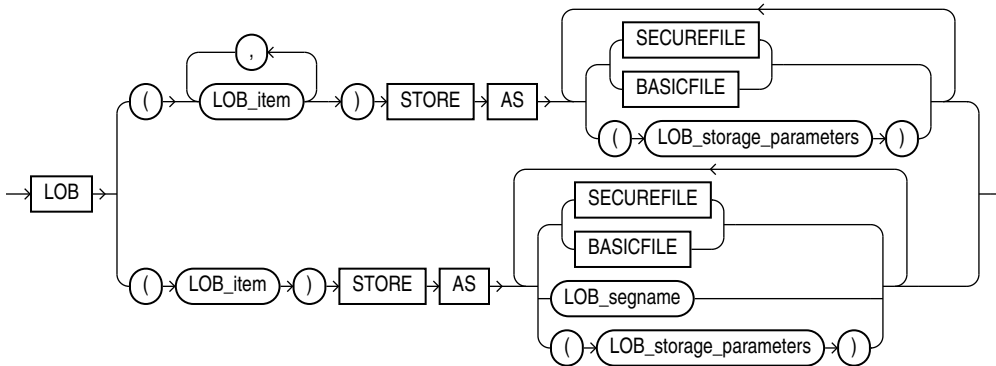 ,
SECUREFILE
BASICFILE
( LOB_item ) STORE AS
( LOB_storage_parameters )
LOB
SECUREFILE
BASICFILE
( LOB_item ) STORE AS
LOB_segname
( LOB_storage_parameters )